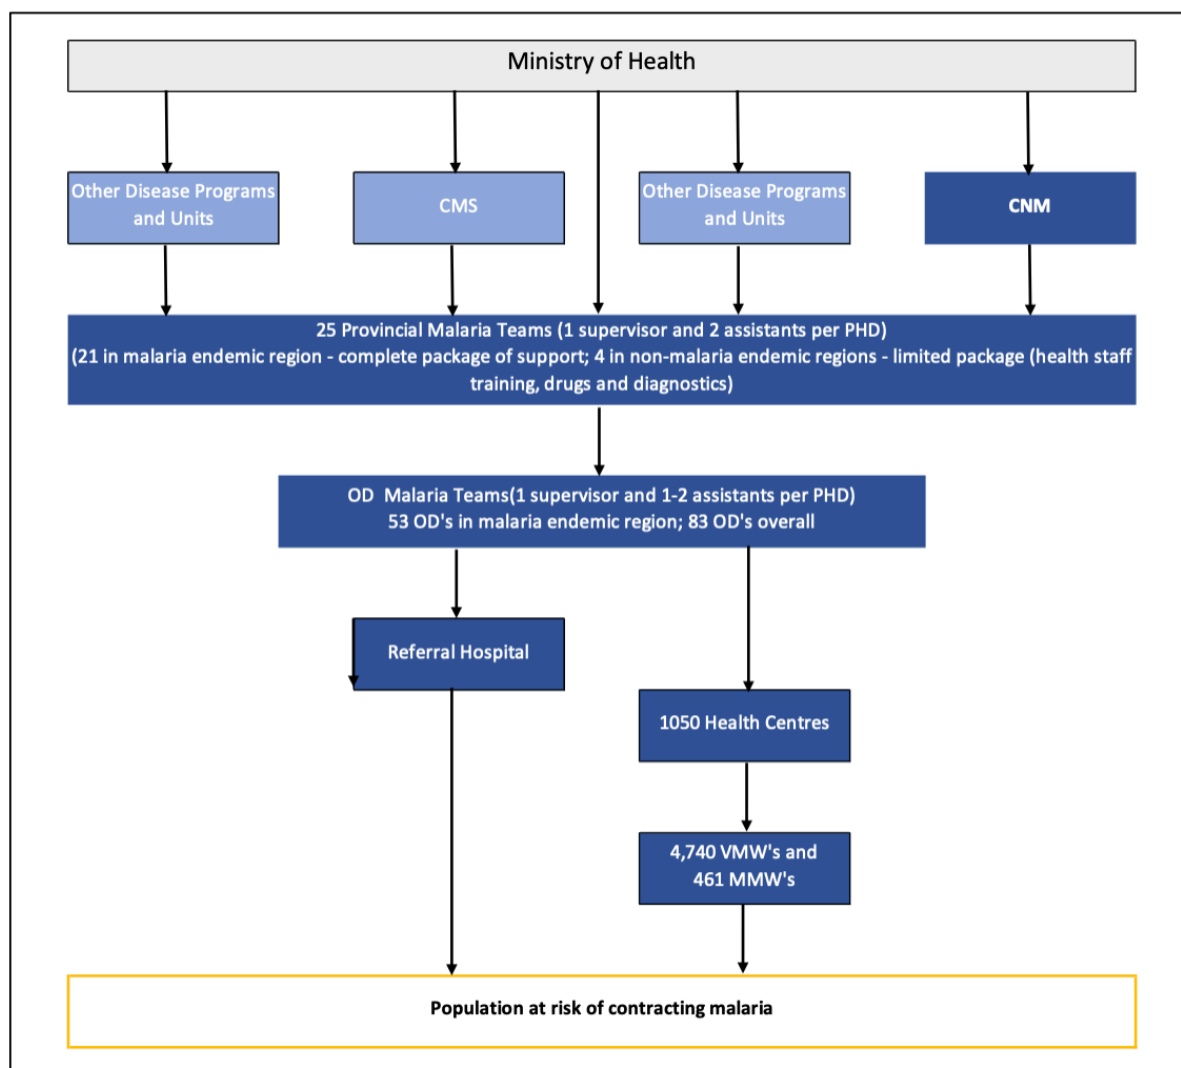 Ministry of Health
Other Disease Programs
and Units
CMS
Other Disease Programs
and Units
CNM
25 Provincial Malaria Teams (1 supervisor and 2 assistants per PHD)
(21 in malaria endemic region - complete package of support; 4 in non-malaria endemic regions - limited package (health staff
training, drugs and diagnostics)
OD  Malaria Teams(1 supervisor and 1-2 assistants per PHD)
53 OD's in malaria endemic region; 83 OD's overall
Referral Hospital
1050 Health Centres
4,740 VMW's and
461 MMW's
Population at risk of contracting malaria